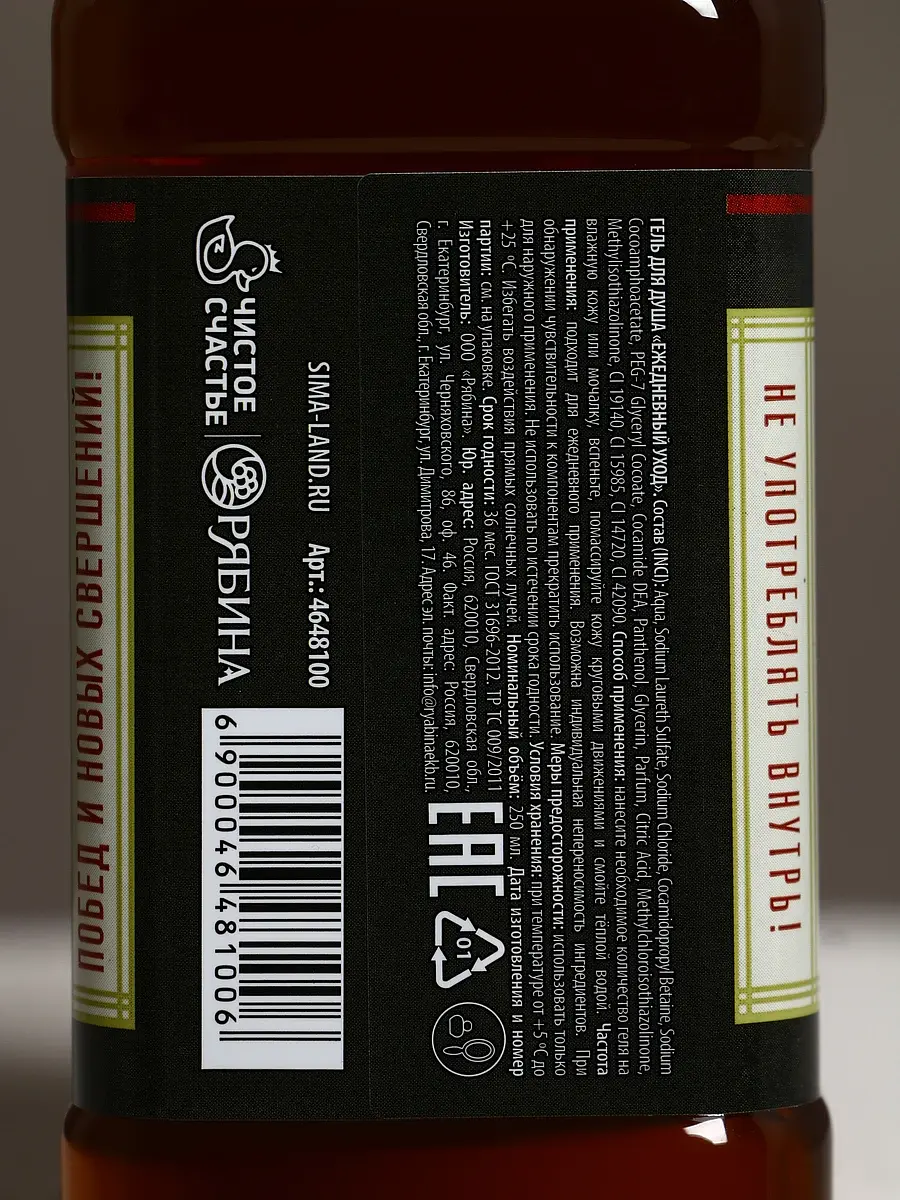 НЕ УПОТРЕБЛЯТЬ ВНУТРЬ!
ГЕЛЬ ДЛЯ ДУША «ЕЖЕДНЕВНЫЙ УХОД». Состав (INCI): Aqua, Sodium Laureth Sulfate, Sodium Chloride, Cocamidopropyl Betaine, Sodium
Cocoamphoacetate, PEG-7 Glyceryl Cocoate, Cocamide DEA, Panthenol, Glycerin, Parfum, Citric Acid, Methylchloroisothiazolinone,
Methylisothiazolinone, CI 19140, CI 15985, CI 14720, CI 42090. Способ применения: нанесите необходимое количество геля на
влажную кожу или мочалку, вспеньте, помассируйте кожу круговыми движениями и смойте тёплой водой. Частота
применения: подходит для ежедневного применения. Возможна индивидуальная непереносимость ингредиентов. При
обнаружении чувствительности к компонентам прекратить использование. Меры предосторожности: использовать только
для наружного применения. Не использовать по истечении срока годности. Условия хранения: при температуре от +5 °С до
+25 °С. Избегать воздействия прямых солнечных лучей. Номинальный объём: 250 мл. Дата изготовления и номер
партии: см. на упаковке. Срок годности: 36 мес. ГОСТ 31696-2012. ТР ТС 009/2011
Изготовитель: ООО «Рябина». Юр. адрес: Россия, 620010, Свердловская обл.,
г. Екатеринбург, ул. Черняховского, 86, оф. 46. Факт. адрес: Россия, 620010,
Свердловская обл., г. Екатеринбург, ул. Димитрова, 17. Адрес эл. почты: info@ryabinaekb.ru.
EAC
01
SIMA-LAND.RU Арт.: 4648100
ЧИСТОЕ
СЧАСТЬЕ
РЯБИНА
6 900046 481006
ПОБЕД И НОВЫХ СВЕРШЕНИЙ!